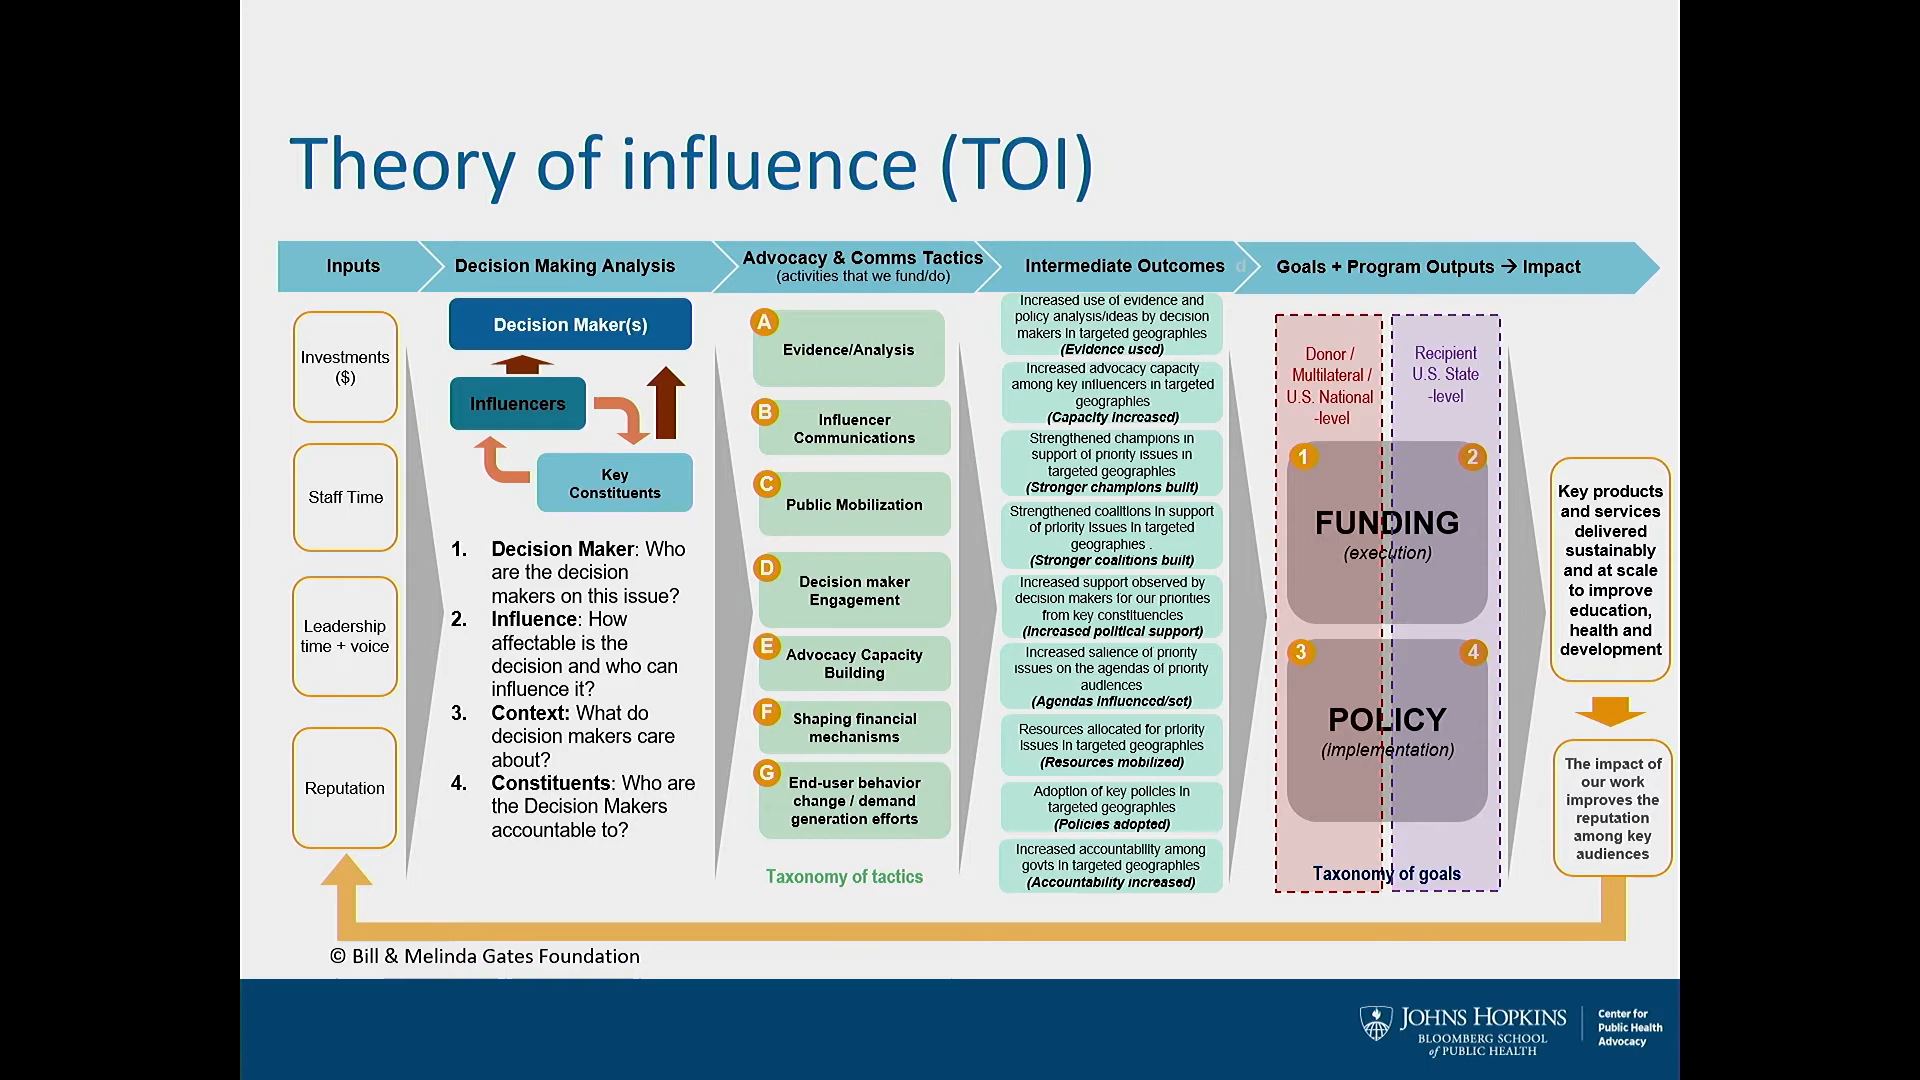 Theory of influence (TOI)
Inputs
Decision Making Analysis
Advocacy & Comms Tactics
(activities that we fund/do)
Intermediate Outcomes
d
Goals + Program Outputs → Impact
Investments
($)
Staff Time
Leadership
time + voice
Reputation
Decision Maker(s)
Influencers
Key
Constituents
1. Decision Maker: Who
are the decision
makers on this issue?
2. Influence: How
affectable is the
decision and who can
influence it?
3. Context: What do
decision makers care
about?
4. Constituents: Who are
the Decision Makers
accountable to?
A
Evidence/Analysis
B
Influencer
Communications
C
Public Mobilization
D
Decision maker
Engagement
E
Advocacy Capacity
Building
F
Shaping financial
mechanisms
G
End-user behavior
change / demand
generation efforts
Taxonomy of tactics
Increased use of evidence and
policy analysis/ideas by decision
makers in targeted geographies
(Evidence used)
Increased advocacy capacity
among key influencers in targeted
geographies
(Capacity increased)
Strengthened champions in
support of priority issues in
targeted geographies
(Stronger champions built)
Strengthened coalitions in support
of priority issues in targeted
geographies .
(Stronger coalitions built)
Increased support observed by
decision makers for our priorities
from key constituencies
(Increased political support)
Increased salience of priority
issues on the agendas of priority
audiences
(Agendas influenced/set)
Resources allocated for priority
issues in targeted geographies
(Resources mobilized)
Adoption of key policies in
targeted geographies
(Policies adopted)
Increased accountability among
govts in targeted geographies
(Accountability increased)
Donor /
Multilateral /
U.S. National
-level
Recipient
U.S. State
-level
1
2
FUNDING
(execution)
3
4
POLICY
(implementation)
Taxonomy of goals
Key products
and services
delivered
sustainably
and at scale
to improve
education,
health and
development
The impact of
our work
improves the
reputation
among key
audiences
© Bill & Melinda Gates Foundation
JOHNS HOPKINS
BLOOMBERG SCHOOL
of PUBLIC HEALTH
Center for
Public Health
Advocacy